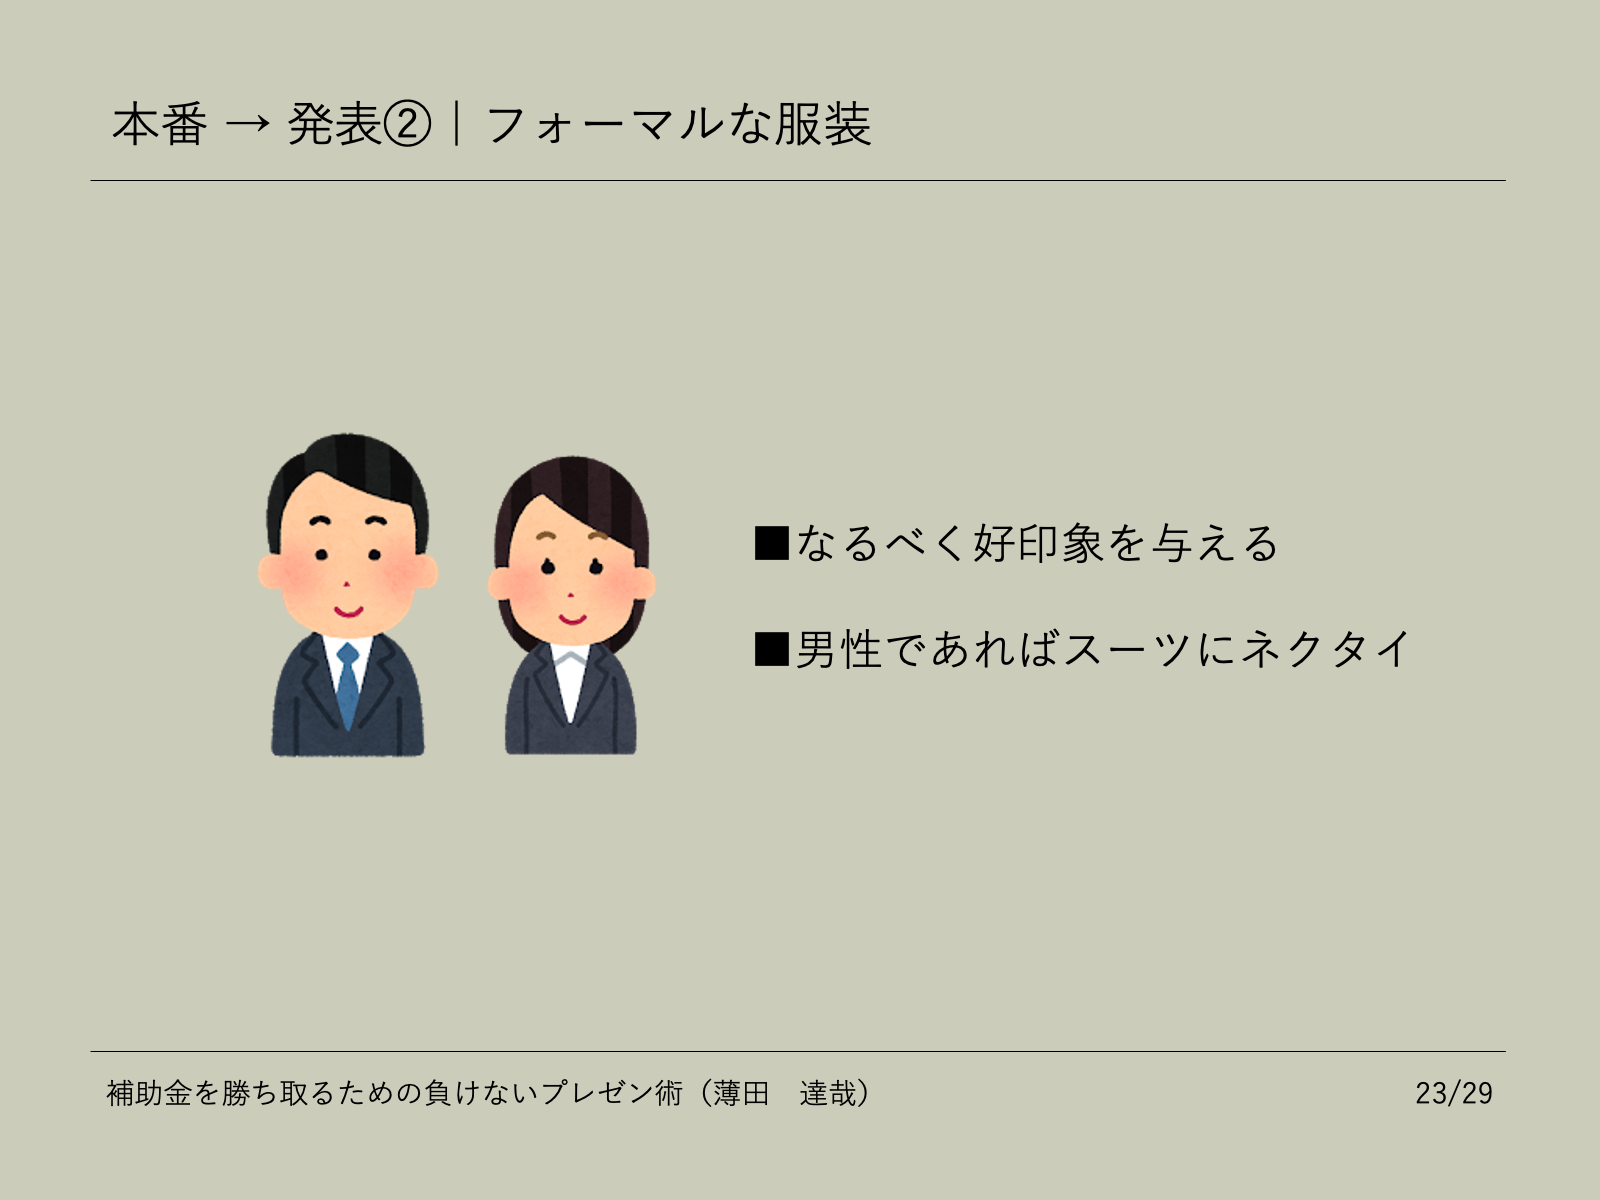 本番 → 発表②｜フォーマルな服装
■なるべく好印象を与える
■男性であればスーツにネクタイ
補助金を勝ち取るための負けないプレゼン術（薄田　達哉）
23/29